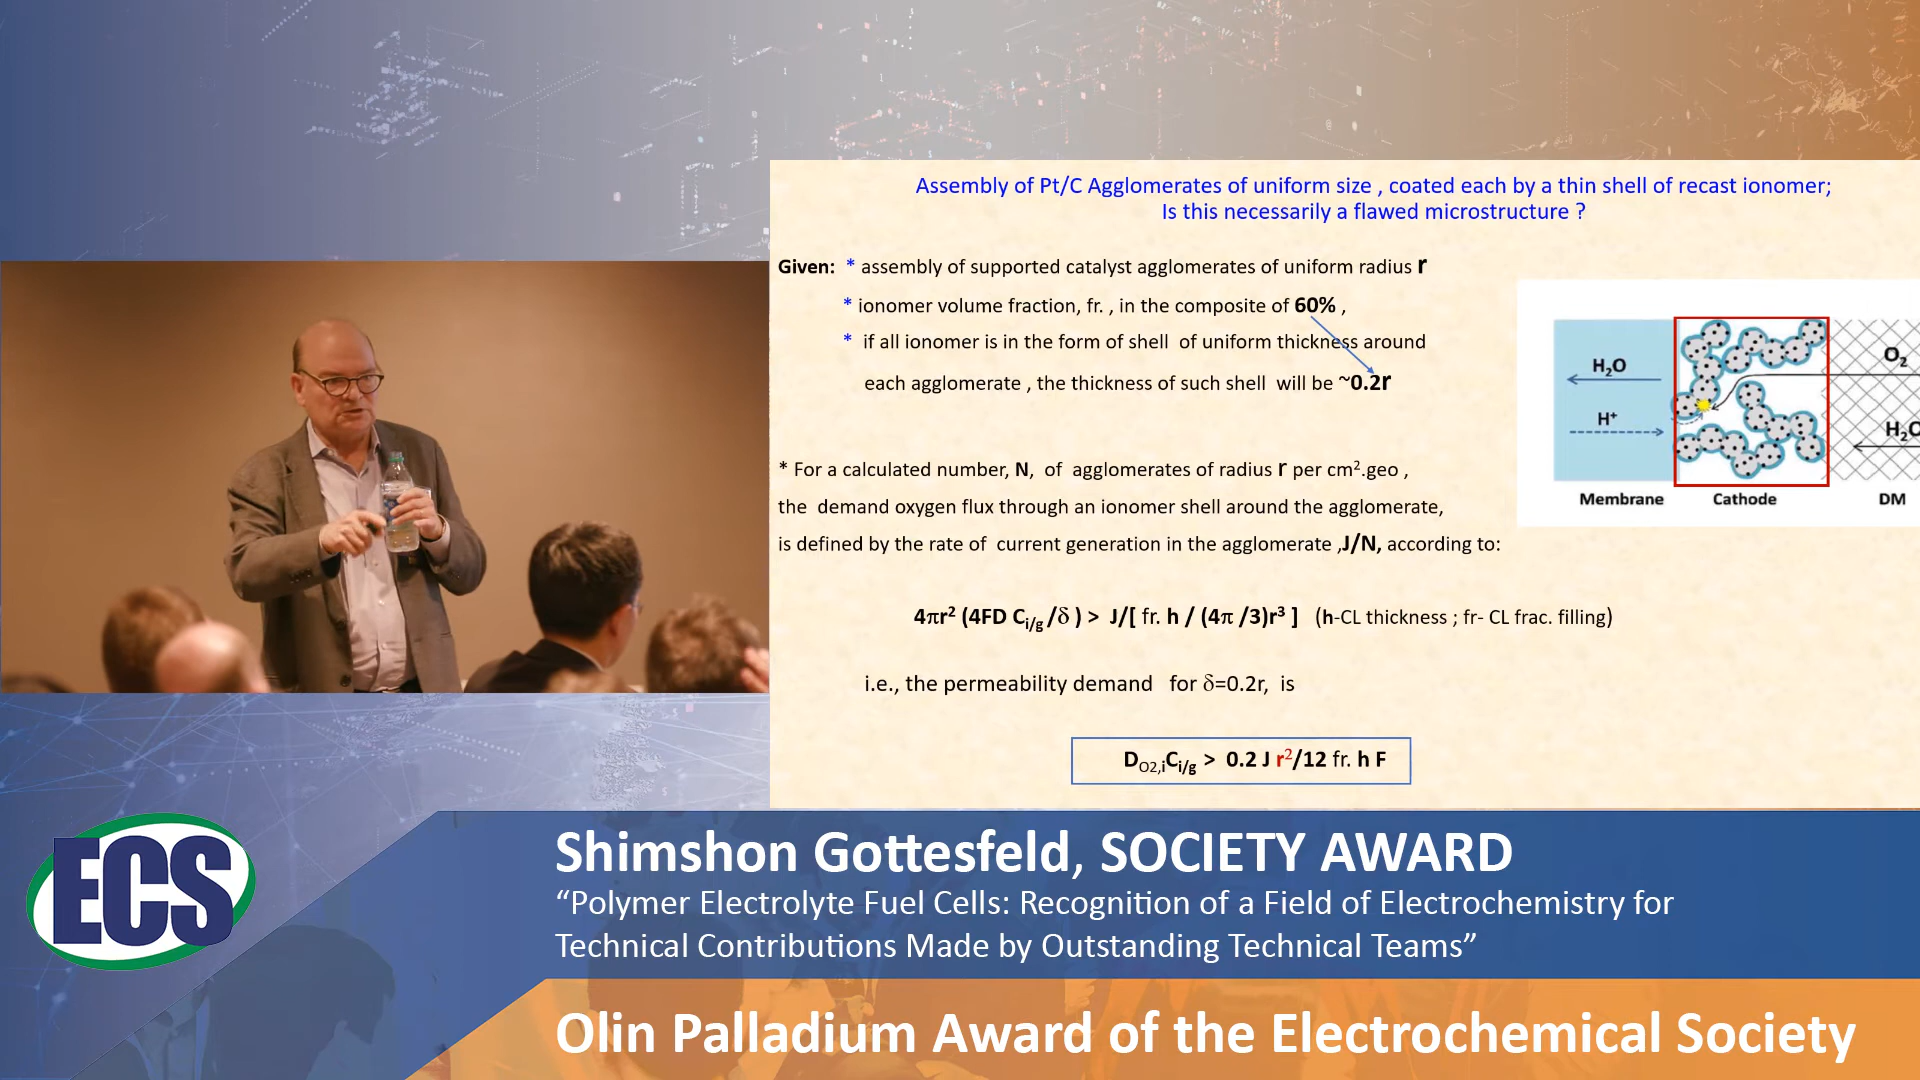 Assembly of Pt/C Agglomerates of uniform size , coated each by a thin shell of recast ionomer;
Is this necessarily a flawed microstructure ?
Given: * assembly of supported catalyst agglomerates of uniform radius r
* ionomer volume fraction, fr. , in the composite of 60% ,
* if all ionomer is in the form of shell of uniform thickness around
each agglomerate , the thickness of such shell will be ~0.2r
* For a calculated number, N, of agglomerates of radius r per cm².geo ,
the demand oxygen flux through an ionomer shell around the agglomerate,
is defined by the rate of current generation in the agglomerate ,J/N, according to:
4πr² (4FD Ci/g /δ ) > J/[ fr. h / (4π /3)r³ ] (h-CL thickness ; fr- CL frac. filling)
i.e., the permeability demand for δ=0.2r, is
DO2,iCi/g > 0.2 J r²/12 fr. h F
H₂O
H⁺
O₂
H₂O
Membrane
Cathode
DM
ECS
Shimshon Gottesfeld, SOCIETY AWARD
“Polymer Electrolyte Fuel Cells: Recognition of a Field of Electrochemistry for
Technical Contributions Made by Outstanding Technical Teams”
Olin Palladium Award of the Electrochemical Society